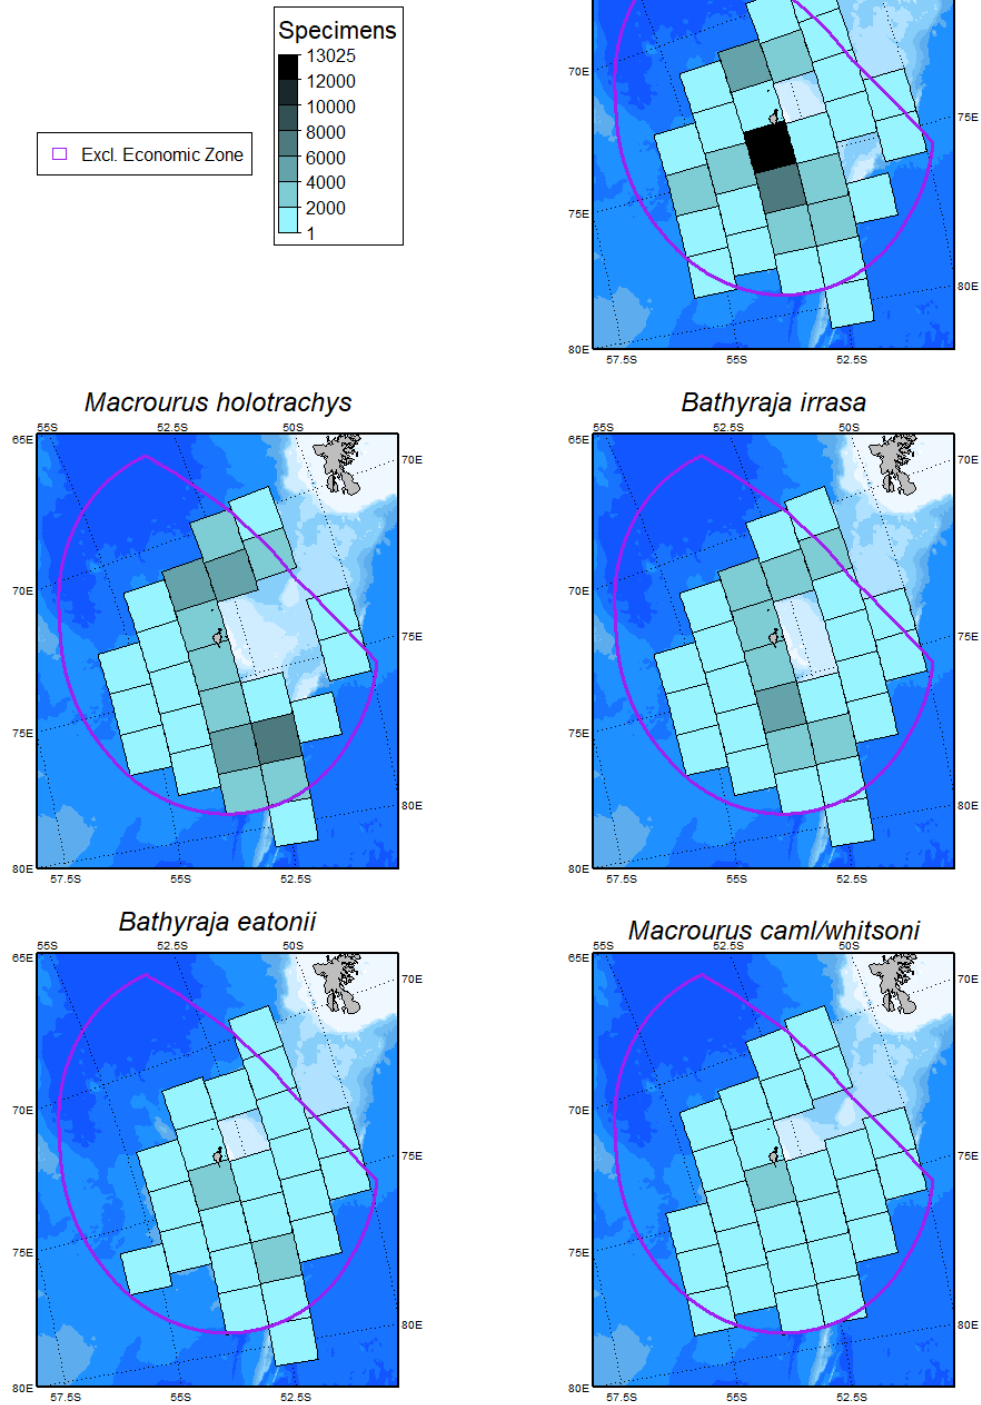 Specimens
13025
12000
10000
8000
6000
4000
2000
1
Excl. Economic Zone
70E
75E
80E
75E
80E
57.5S
55S
52.5S
Macrourus holotrachys
55S
52.5S
50S
65E
70E
75E
80E
70E
75E
80E
57.5S
55S
52.5S
Bathyraja irrasa
55S
52.5S
50S
65E
70E
75E
80E
70E
75E
80E
57.5S
55S
52.5S
Bathyraja eatonii
55S
52.5S
50S
65E
70E
75E
80E
70E
75E
80E
57.5S
55S
52.5S
Macrourus caml/whitsoni
55S
52.5S
50S
65E
70E
75E
80E
70E
75E
80E
57.5S
55S
52.5S